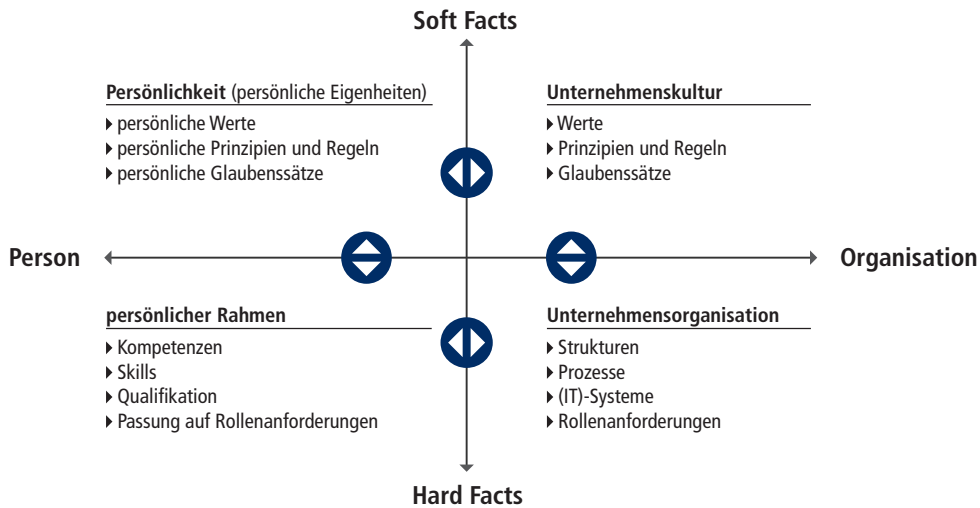 Soft Facts
Persönlichkeit (persönliche Eigenheiten)
persönliche Werte
persönliche Prinzipien und Regeln
persönliche Glaubenssätze
Unternehmenskultur
Werte
Prinzipien und Regeln
Glaubenssätze
Person
Organisation
persönlicher Rahmen
Kompetenzen
Skills
Qualifikation
Passung auf Rollenanforderungen
Unternehmensorganisation
Strukturen
Prozesse
(IT)-Systeme
Rollenanforderungen
Hard Facts